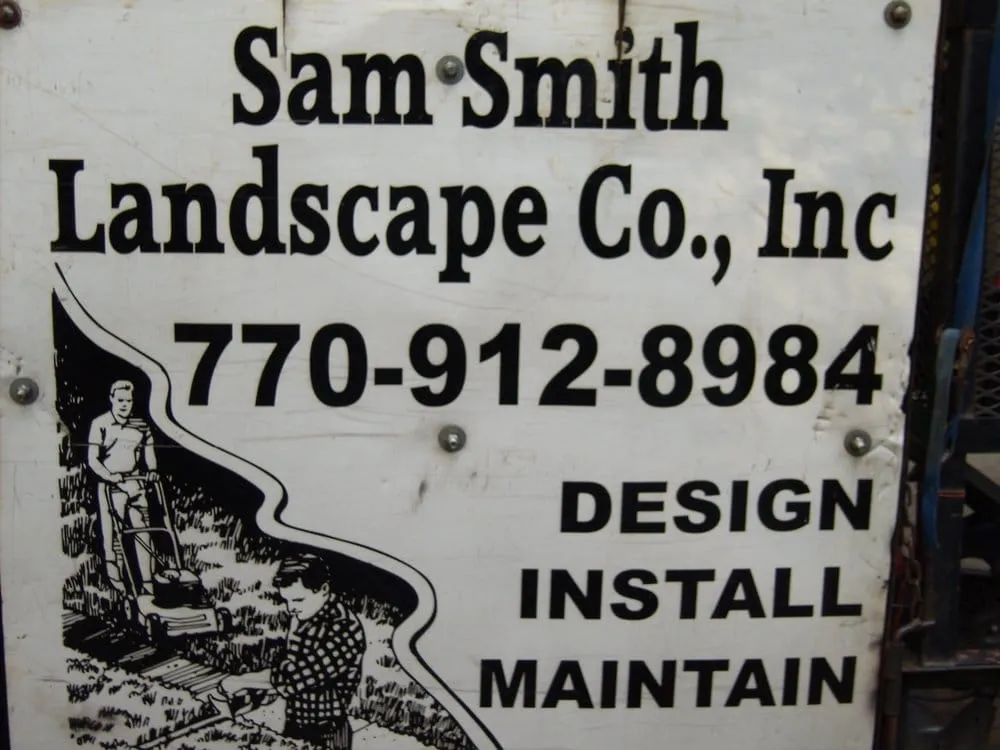 Sam Smith
Landscape Co., Inc
770-912-8984
DESIGN
INSTALL
MAINTAIN